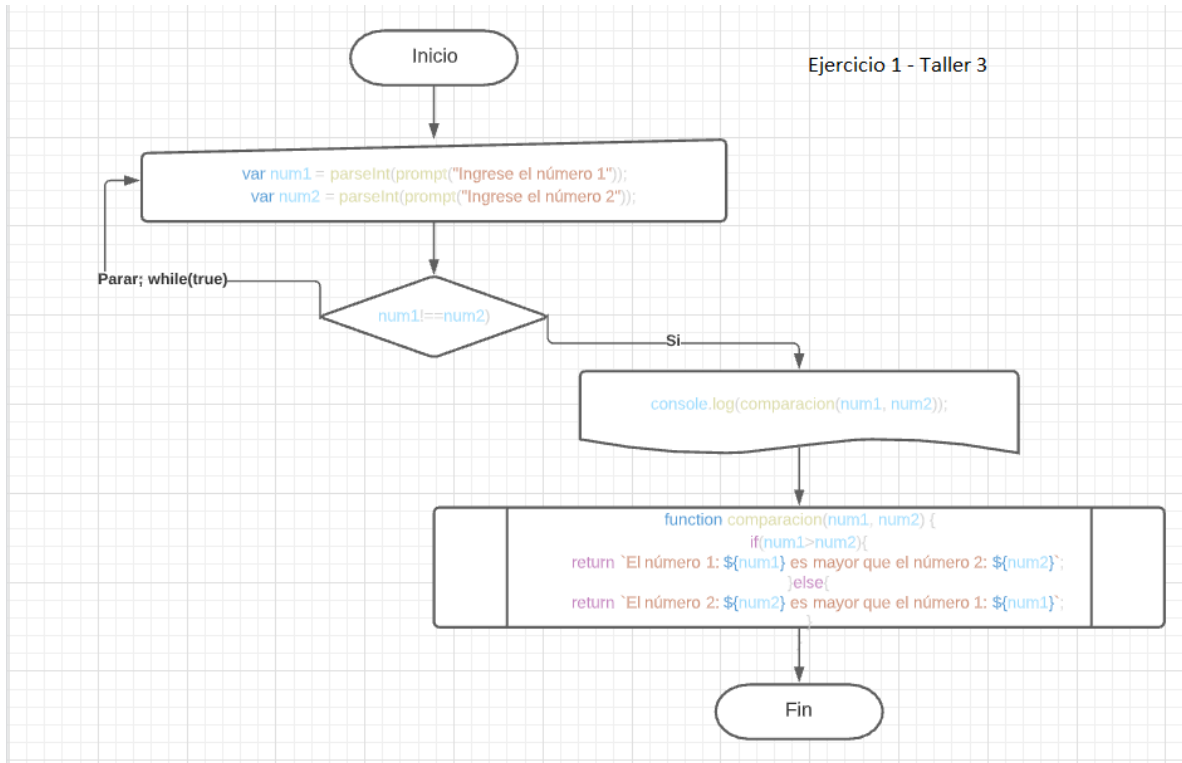 Inicio
Ejercicio 1 - Taller 3
var num1 = parseInt(prompt("Ingrese el número 1"));
var num2 = parseInt(prompt("Ingrese el número 2"));
Parar; while(true)
num1!==num2)
Si
console.log(comparacion(num1, num2));
function comparacion(num1, num2) {
if(num1>num2){
return `El número 1: ${num1} es mayor que el número 2: ${num2}`;
}else{
return `El número 2: ${num2} es mayor que el número 1: ${num1}`;
}
Fin